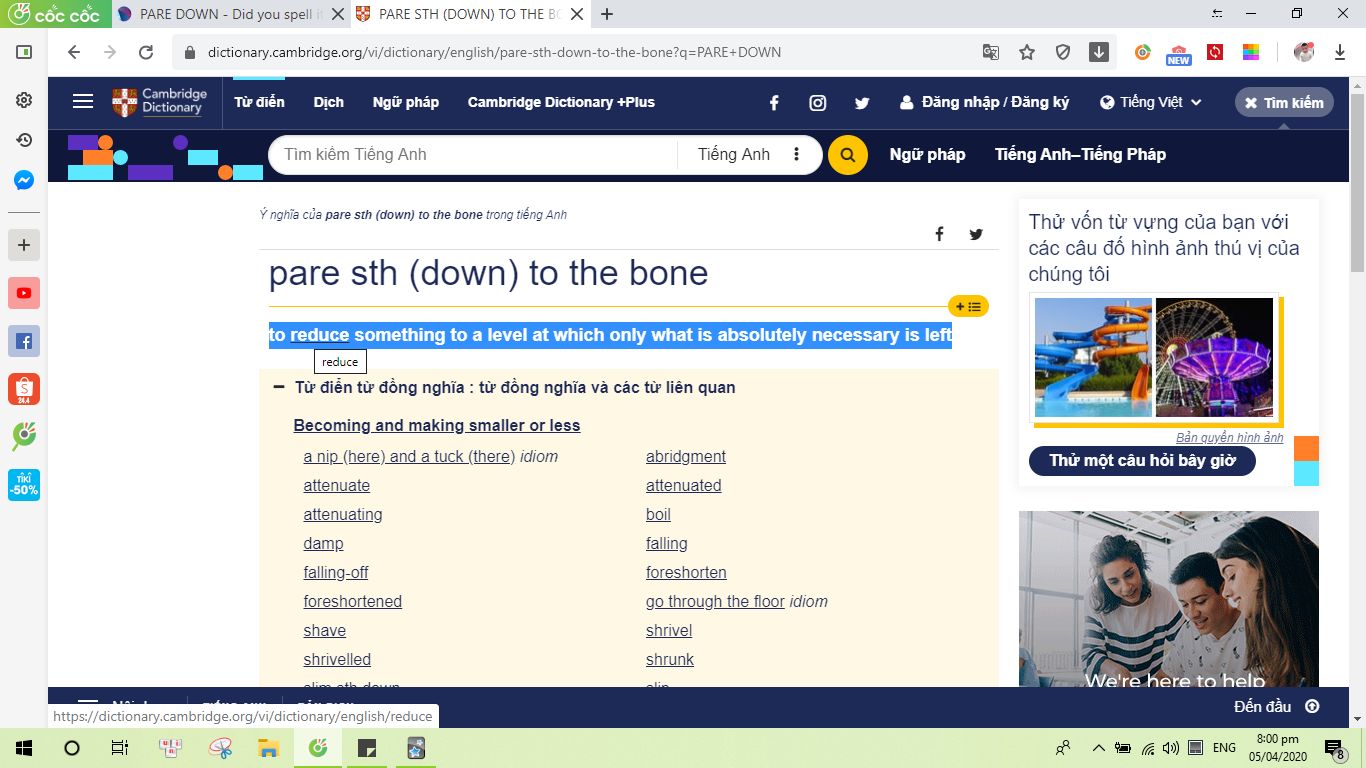 cốc cốc
PARE DOWN - Did you spell it
PARE STH (DOWN) TO THE BO
dictionary.cambridge.org/vi/dictionary/english/pare-sth-down-to-the-bone?q=PARE+DOWN
NEW
Cambridge
Dictionary
Từ điển
Dịch
Ngữ pháp
Cambridge Dictionary +Plus
Đăng nhập / Đăng ký
Tiếng Việt
Tìm kiếm
Tìm kiếm Tiếng Anh
Tiếng Anh
Ngữ pháp
Tiếng Anh–Tiếng Pháp
Ý nghĩa của pare sth (down) to the bone trong tiếng Anh
pare sth (down) to the bone
to reduce something to a level at which only what is absolutely necessary is left
reduce
Từ điển từ đồng nghĩa : từ đồng nghĩa và các từ liên quan
Becoming and making smaller or less
a nip (here) and a tuck (there) idiom
abridgment
attenuate
attenuated
attenuating
boil
damp
falling
falling-off
foreshorten
foreshortened
go through the floor idiom
shave
shrivel
shrivelled
shrunk
slim sth down
slip
Thử vốn từ vựng của bạn với
các câu đố hình ảnh thú vị của
chúng tôi
Bản quyền hình ảnh
Thử một câu hỏi bây giờ
We're here to help
24.4
TIKI
-50%
Đến đầu
https://dictionary.cambridge.org/vi/dictionary/english/reduce
ENG
8:00 pm
05/04/2020
8